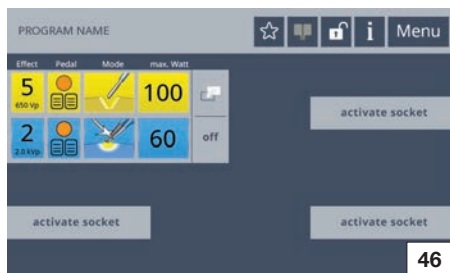 PROGRAM NAME
i
Menu
Effect Pedal Mode max. Watt
5
650 Vp
100
activate socket
2
2.0 kVp
60
off
activate socket
activate socket
46